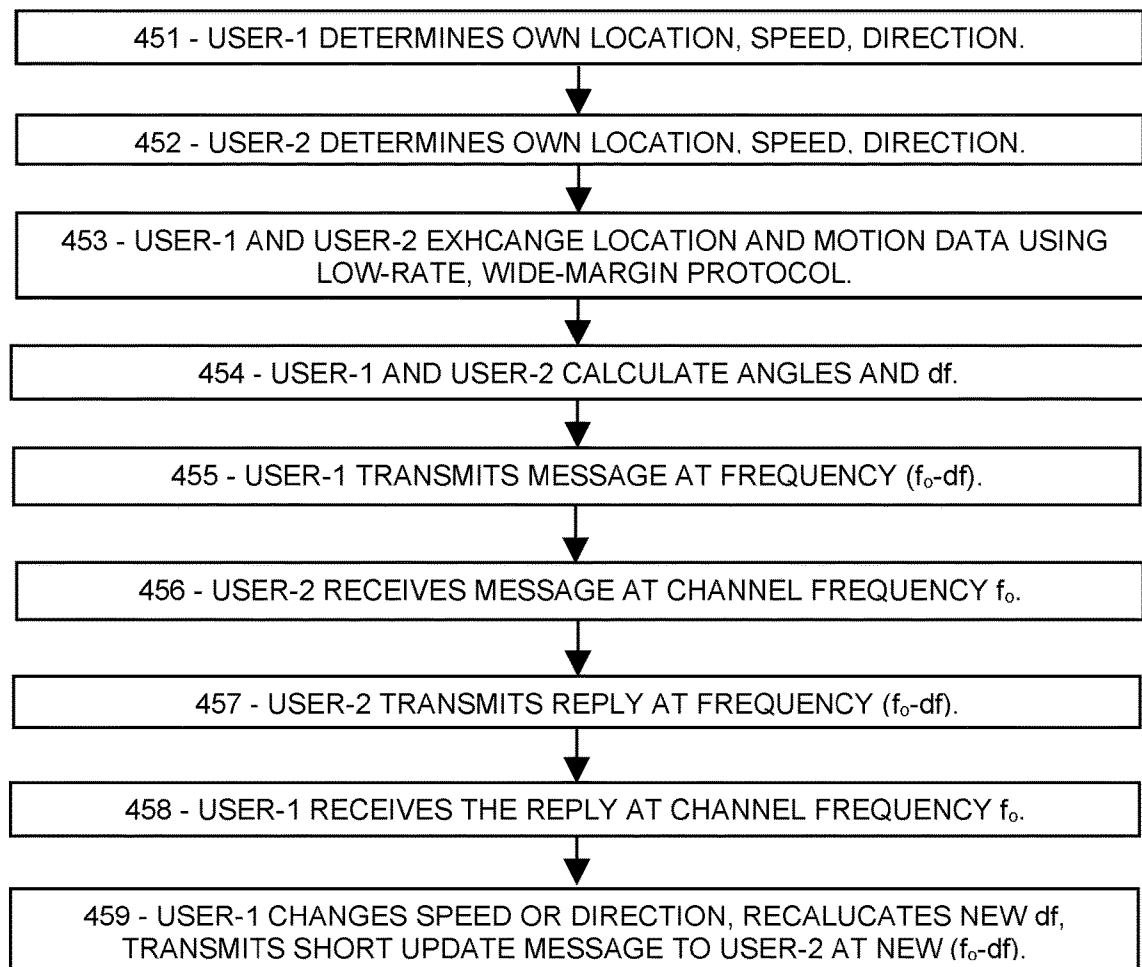 451 - USER-1 DETERMINES OWN LOCATION, SPEED, DIRECTION.
452 - USER-2 DETERMINES OWN LOCATION, SPEED, DIRECTION.
453 - USER-1 AND USER-2 EXHCANGE LOCATION AND MOTION DATA USING
LOW-RATE, WIDE-MARGIN PROTOCOL.
454 - USER-1 AND USER-2 CALCULATE ANGLES AND df.
455 - USER-1 TRANSMITS MESSAGE AT FREQUENCY (fₒ-df).
456 - USER-2 RECEIVES MESSAGE AT CHANNEL FREQUENCY fₒ.
457 - USER-2 TRANSMITS REPLY AT FREQUENCY (fₒ-df).
458 - USER-1 RECEIVES THE REPLY AT CHANNEL FREQUENCY fₒ.
459 - USER-1 CHANGES SPEED OR DIRECTION, RECALUCATES NEW df,
TRANSMITS SHORT UPDATE MESSAGE TO USER-2 AT NEW (fₒ-df).